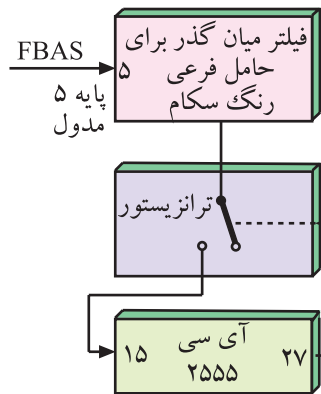 FBAS
پایه ۵
مدول
فیلتر میان گذر برای
۵ حامل فرعی
رنگ سکام
ترانزیستور
آی سی
۱۵ ۲۷
۲۵۵۵